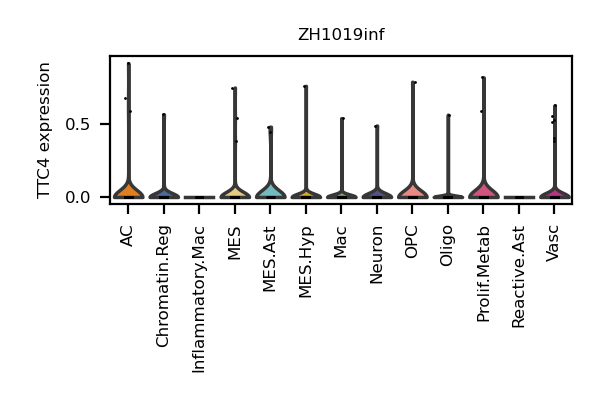 ZH1019inf
TTC4 expression
0.5
0.0
AC
Chromatin.Reg
Inflammatory.Mac
MES
MES.Ast
MES.Hyp
Mac
Neuron
OPC
Oligo
Prolif.Metab
Reactive.Ast
Vasc